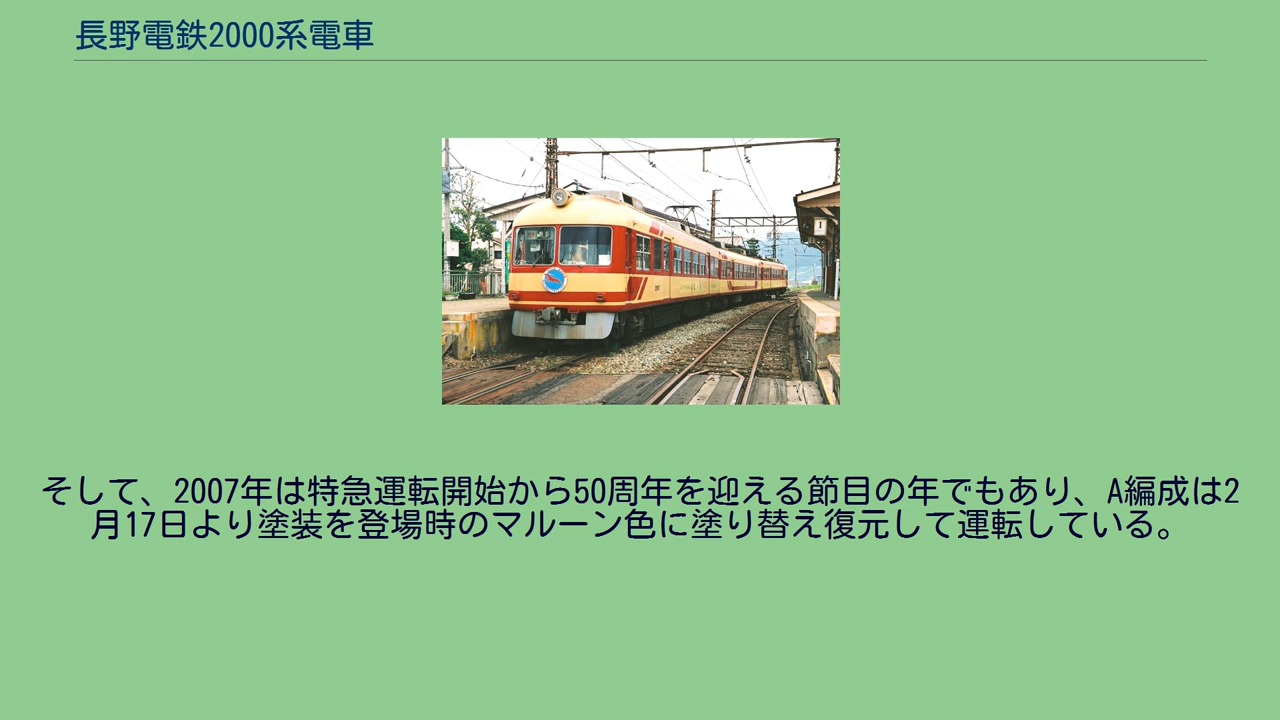 長野電鉄2000系電車
1
そして、2007年は特急運転開始から50周年を迎える節目の年でもあり、A編成は2
月17日より塗装を登場時のマルーン色に塗り替え復元して運転している。